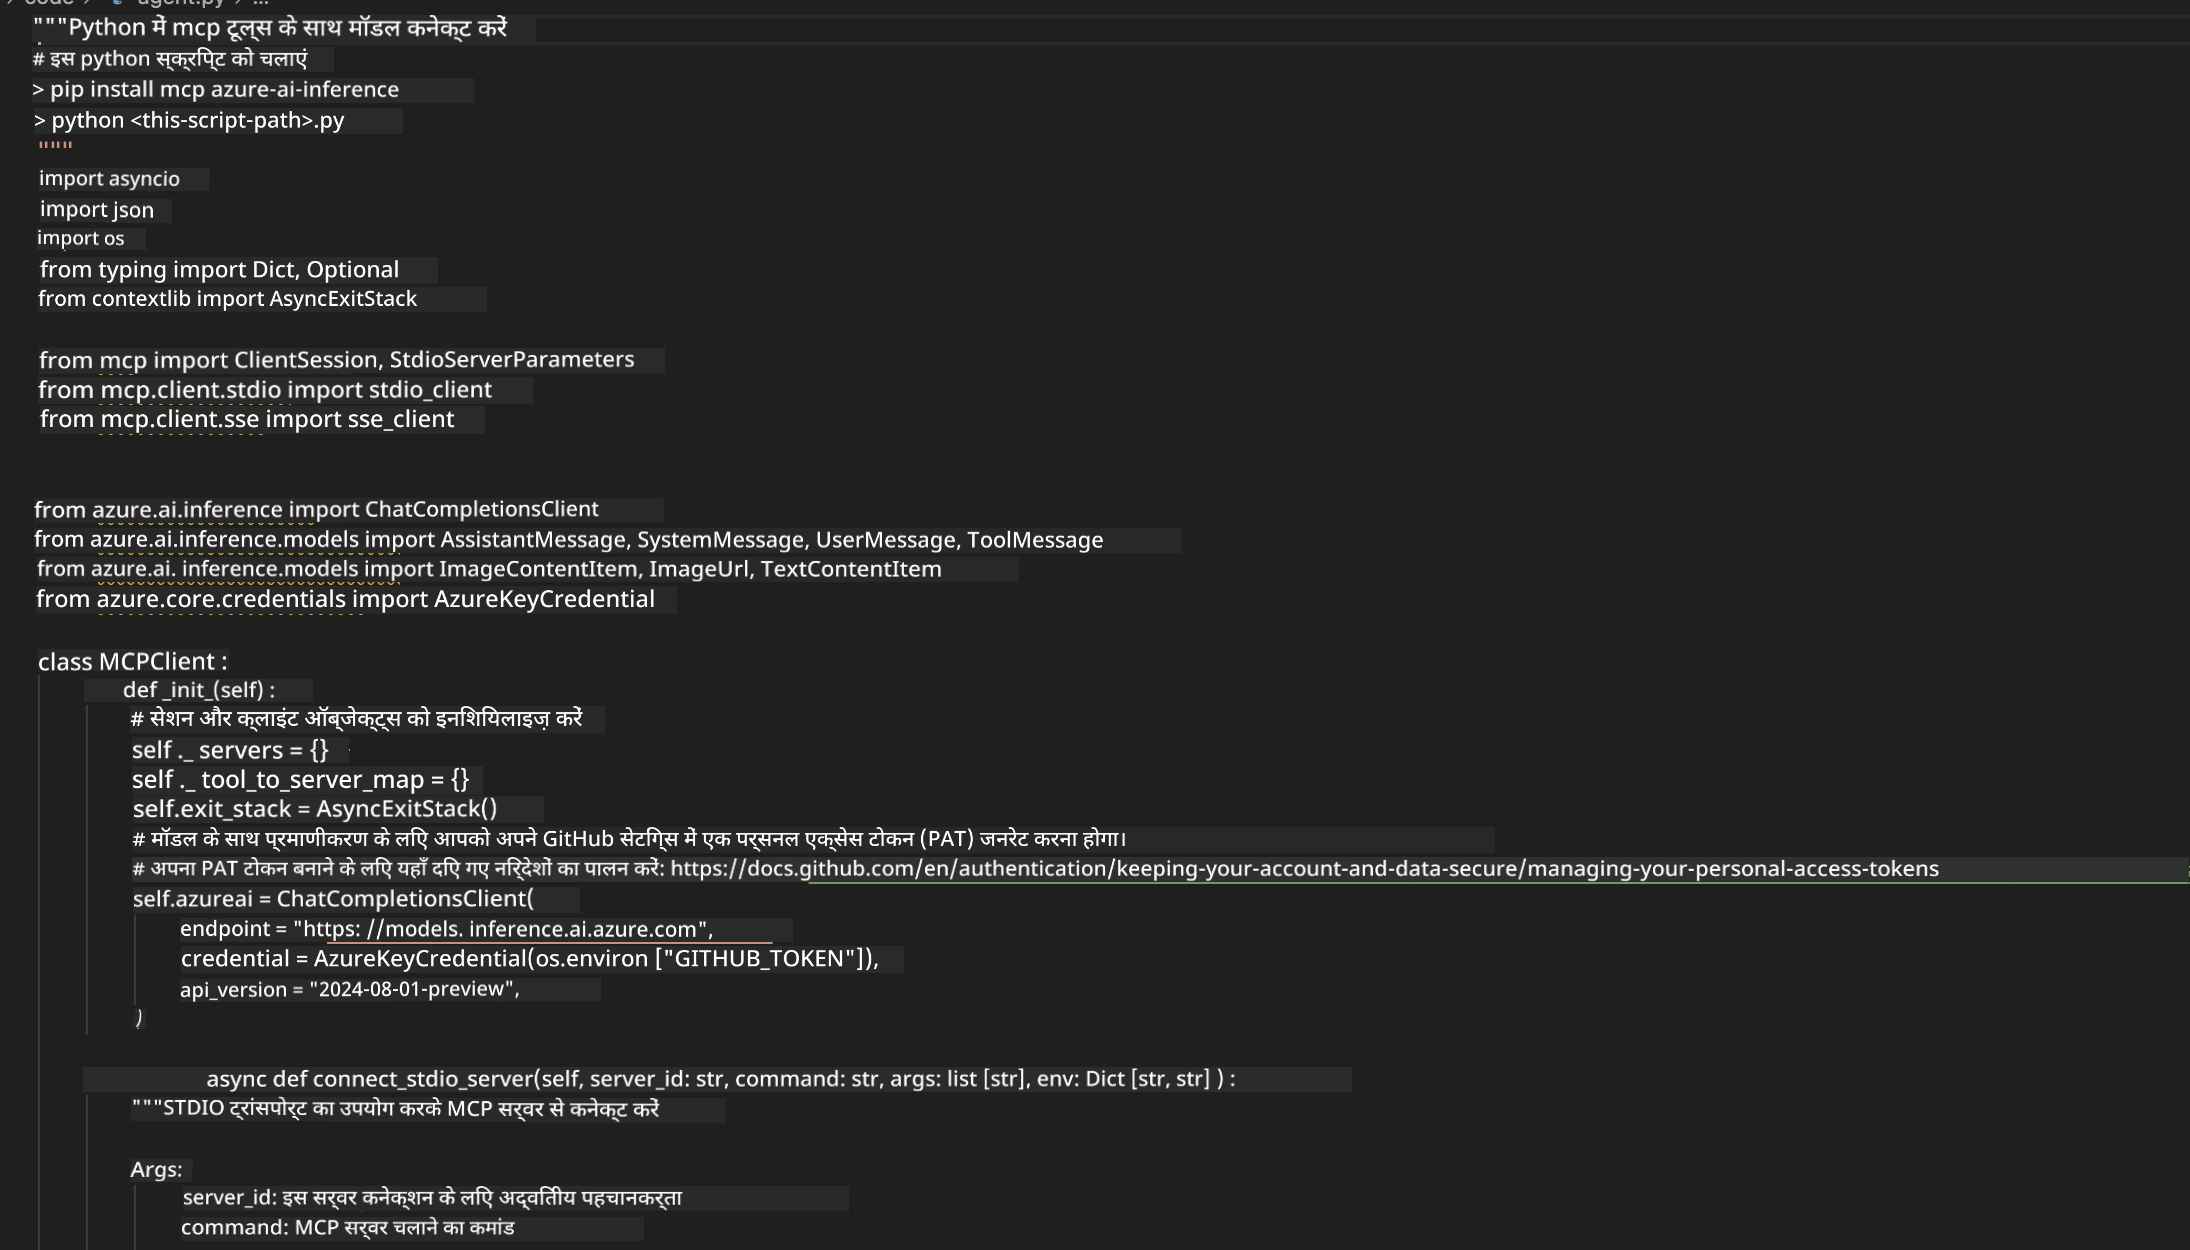 code agent.py ...
"""Python में mcp टूल्स के साथ मॉडल कनेक्ट करें
# इस python स्क्रिप्ट को चलाएं
> pip install mcp azure-ai-inference
> python <this-script-path>.py
"""
import asyncio
import json
import os
from typing import Dict, Optional
from contextlib import AsyncExitStack
from mcp import ClientSession, StdioServerParameters
from mcp.client.stdio import stdio_client
from mcp.client.sse import sse_client
from azure.ai.inference import ChatCompletionsClient
from azure.ai.inference.models import AssistantMessage, SystemMessage, UserMessage, ToolMessage
from azure.ai. inference.models import ImageContentItem, ImageUrl, TextContentItem
from azure.core.credentials import AzureKeyCredential
class MCPClient :
def _init_(self) :
# सेशन और क्लाइंट ऑब्जेक्ट्स को इनिशियिलाइज़ करें
self ._ servers = {}
self ._ tool_to_server_map = {}
self.exit_stack = AsyncExitStack()
# मॉडल के साथ प्रमाणीकरण के लिए आपको अपने GitHub सेटिंग्स में एक पर्सनल एक्सेस टोकन (PAT) जनरेट करना होगा।
# अपना PAT टोकन बनाने के लिए यहाँ दिए गए निर्देशों का पालन करें: https://docs.github.com/en/authentication/keeping-your-account-and-data-secure/managing-your-personal-access-tokens
self.azureai = ChatCompletionsClient(
endpoint = "https: //models. inference.ai.azure.com",
credential = AzureKeyCredential(os.environ ["GITHUB_TOKEN"]),
api_version = "2024-08-01-preview",
)
async def connect_stdio_server(self, server_id: str, command: str, args: list [str], env: Dict [str, str] ) :
"""STDIO ट्रांसपोर्ट का उपयोग करके MCP सर्वर से कनेक्ट करें
Args:
server_id: इस सर्वर कनेक्शन के लिए अद्वितीय पहचानकर्ता
command: MCP सर्वर चलाने का कमांड